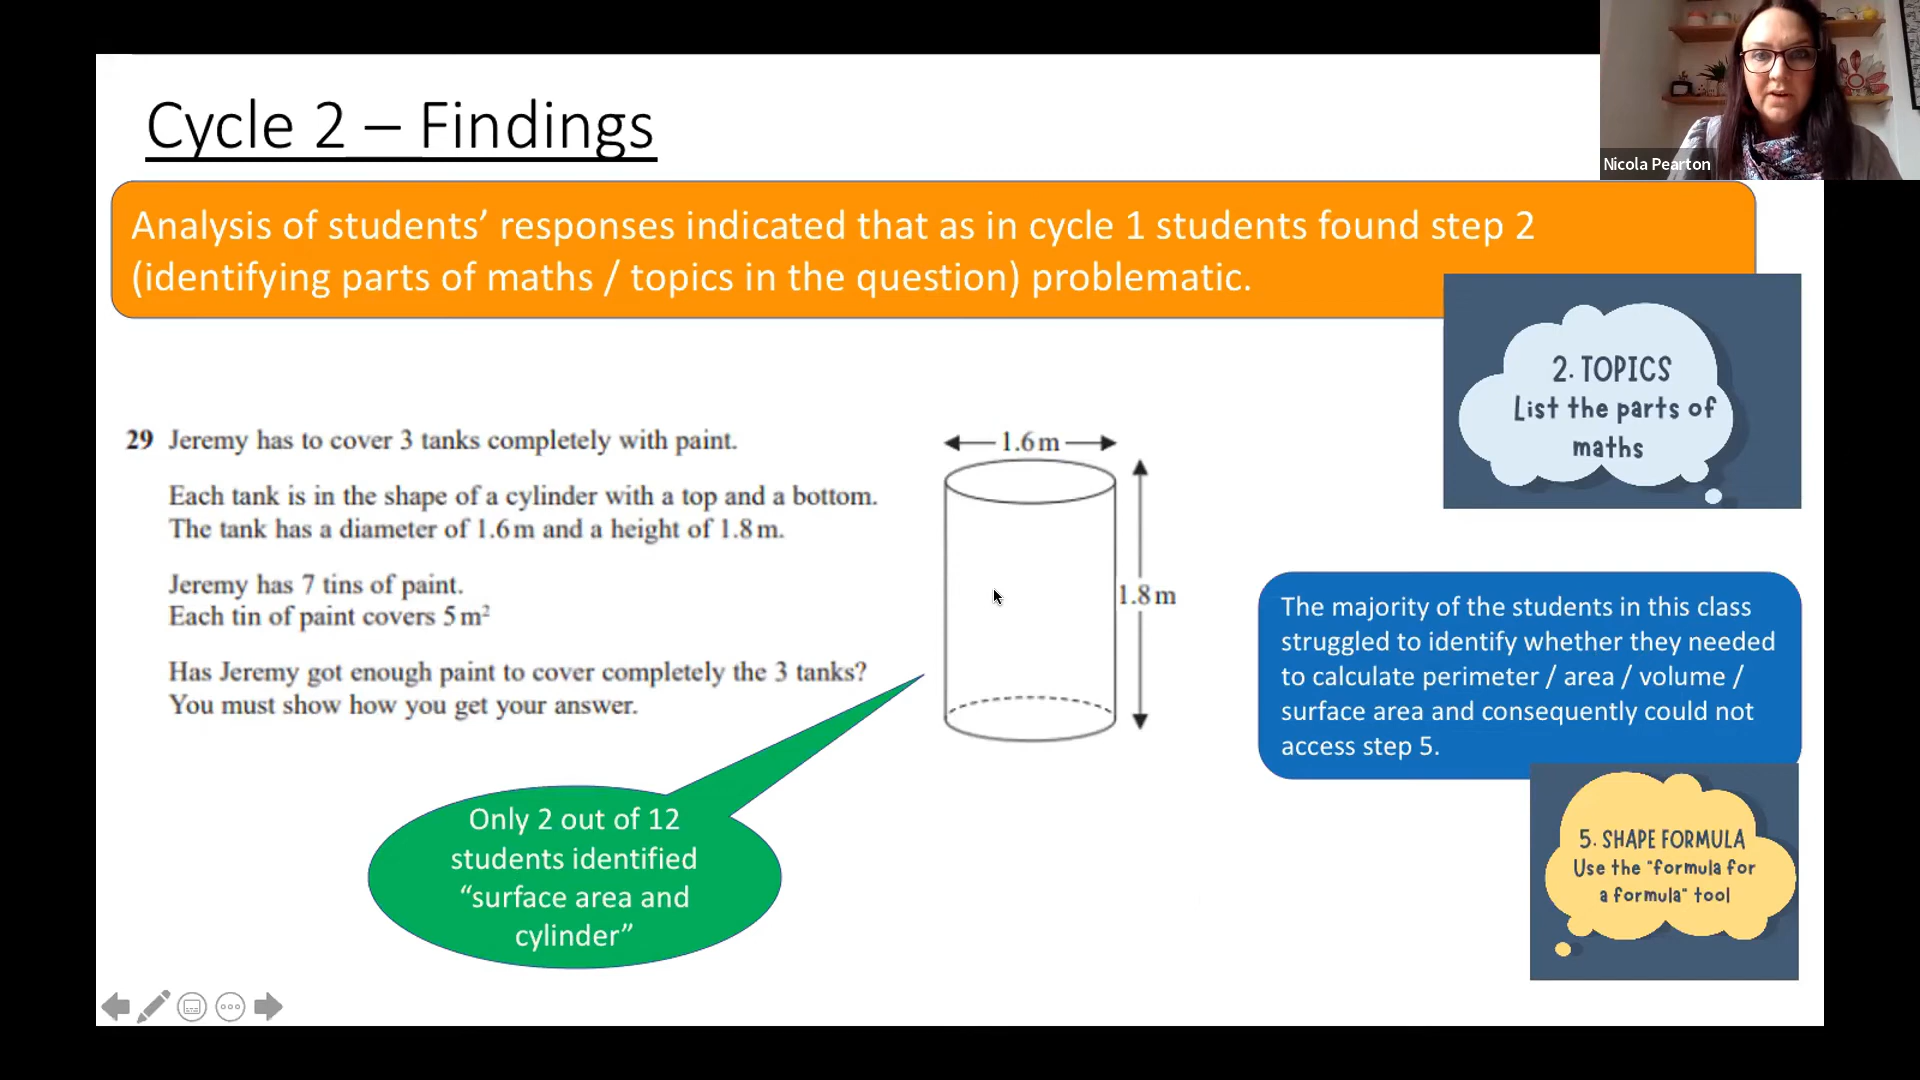 Cycle 2 – Findings
Nicola Pearton
Analysis of students’ responses indicated that as in cycle 1 students found step 2
(identifying parts of maths / topics in the question) problematic.
2. TOPICS
List the parts of
maths
29 Jeremy has to cover 3 tanks completely with paint.
Each tank is in the shape of a cylinder with a top and a bottom.
The tank has a diameter of 1.6 m and a height of 1.8 m.
Jeremy has 7 tins of paint.
Each tin of paint covers 5 m²
Has Jeremy got enough paint to cover completely the 3 tanks?
You must show how you get your answer.
1.6 m
1.8 m
The majority of the students in this class
struggled to identify whether they needed
to calculate perimeter / area / volume /
surface area and consequently could not
access step 5.
Only 2 out of 12
students identified
“surface area and
cylinder”
5. SHAPE FORMULA
Use the "formula for
a formula" tool